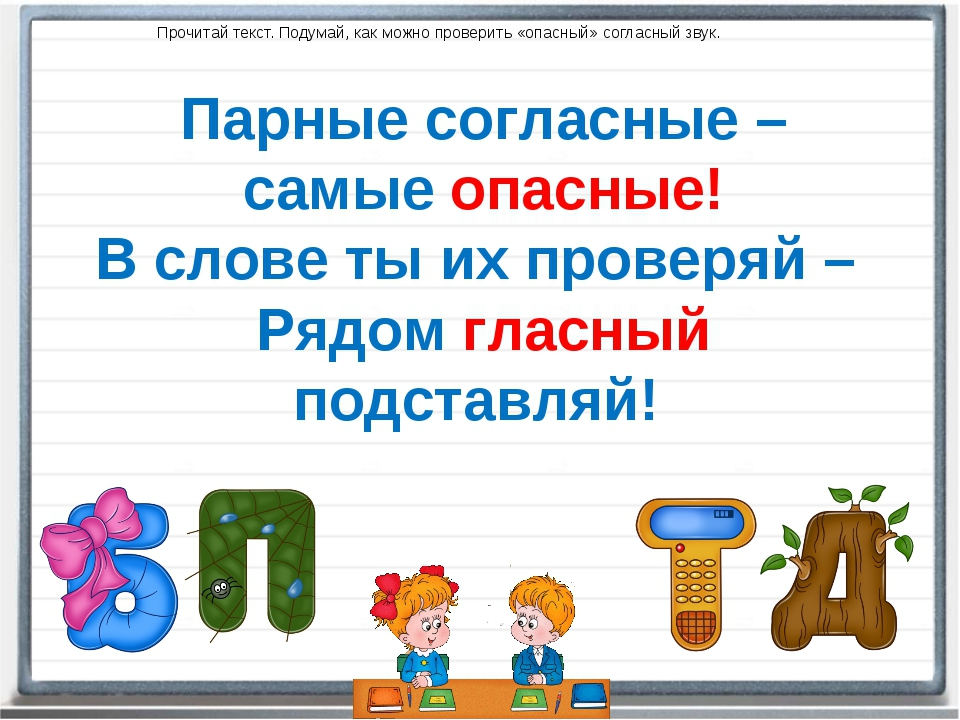 Прочитай текст. Подумай, как можно проверить «опасный» согласный звук.
Парные согласные –
самые опасные!
В слове ты их проверяй –
Рядом гласный
подставляй!
Б П Т Д